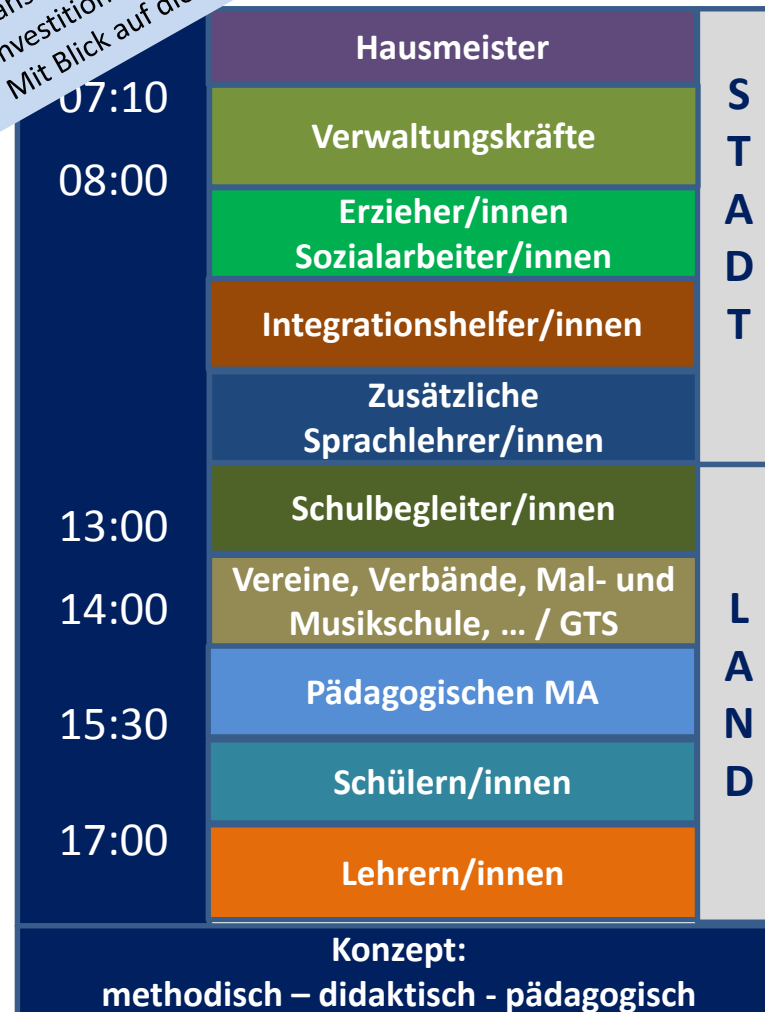 Mit Blick auf die
07:10
08:00
13:00
14:00
15:30
17:00
Hausmeister
Verwaltungskräfte
Erzieher/innen
Sozialarbeiter/innen
Integrationshelfer/innen
Zusätzliche
Sprachlehrer/innen
Schulbegleiter/innen
Vereine, Verbände, Mal- und
Musikschule, … / GTS
Pädagogischen MA
Schülern/innen
Lehrern/innen
STADT
LAND
Konzept:
methodisch – didaktisch - pädagogisch